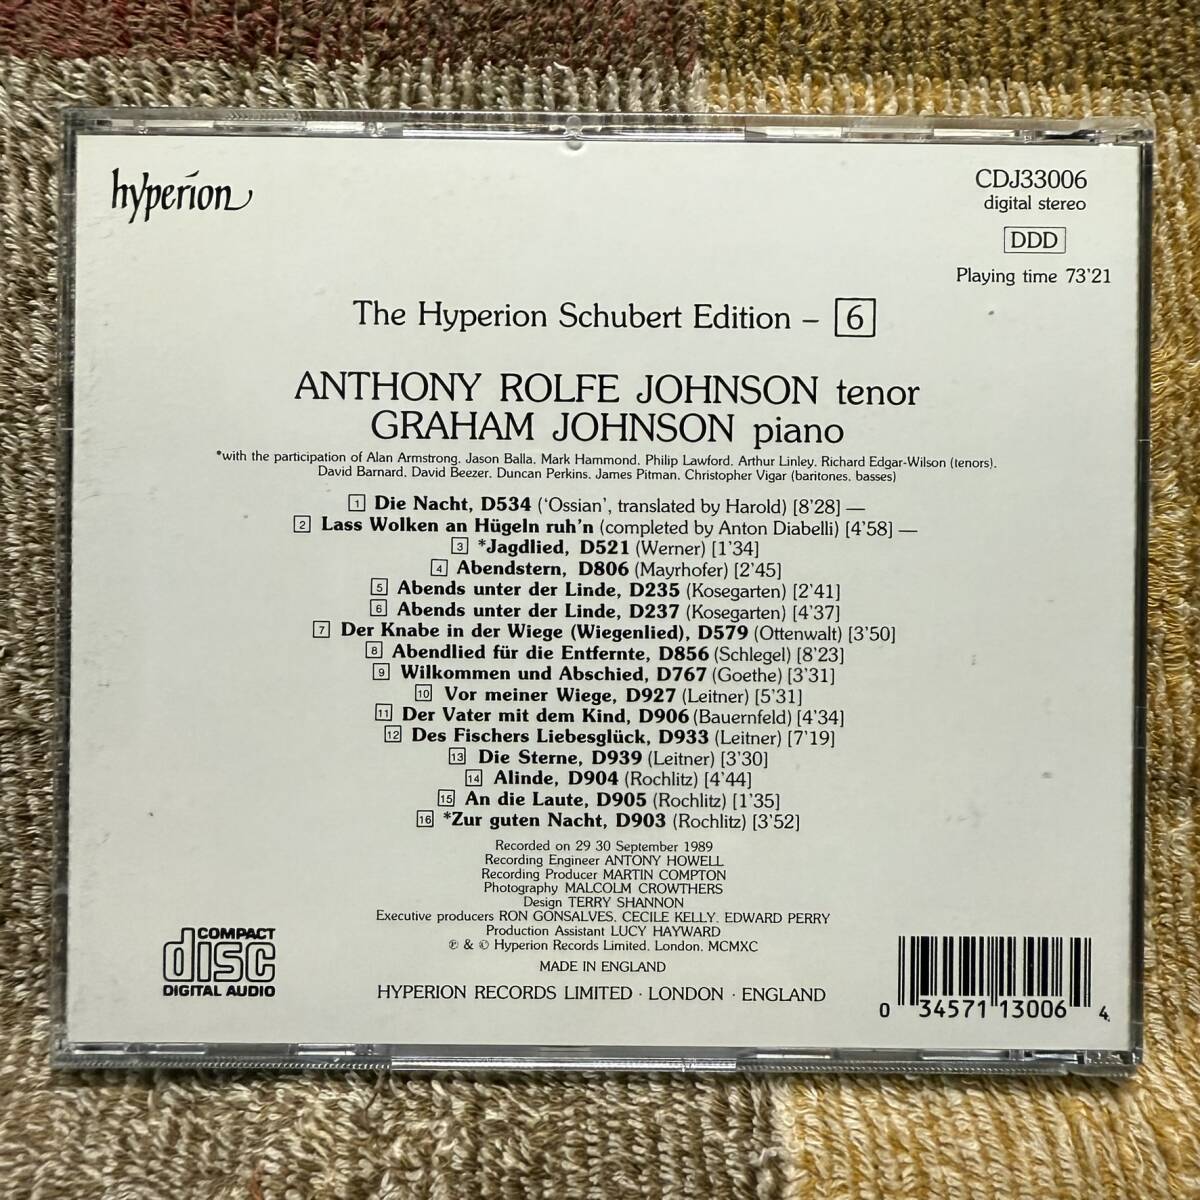 hyperion
CDJ33006
digital stereo
DDD
Playing time 73'21
The Hyperion Schubert Edition – 6
ANTHONY ROLFE JOHNSON tenor
GRAHAM JOHNSON piano
*with the participation of Alan Armstrong, Jason Balla, Mark Hammond, Philip Lawford, Arthur Linley, Richard Edgar-Wilson (tenors),
David Barnard, David Beezer, Duncan Perkins, James Pitman, Christopher Vigar (baritones, basses)
1 Die Nacht, D534 ('Ossian', translated by Harold) [8'28] —
2 Lass Wolken an Hügeln ruh'n (completed by Anton Diabelli) [4'58] —
3 *Jagdlied, D521 (Werner) [1'34]
4 Abendstern, D806 (Mayrhofer) [2'45]
5 Abends unter der Linde, D235 (Kosegarten) [2'41]
6 Abends unter der Linde, D237 (Kosegarten) [4'37]
7 Der Knabe in der Wiege (Wiegenlied), D579 (Ottenwalt) [3'50]
8 Abendlied für die Entfernte, D856 (Schlegel) [8'23]
9 Wilkommen und Abschied, D767 (Goethe) [3'31]
10 Vor meiner Wiege, D927 (Leitner) [5'31]
11 Der Vater mit dem Kind, D906 (Bauernfeld) [4'34]
12 Des Fischers Liebesglück, D933 (Leitner) [7'19]
13 Die Sterne, D939 (Leitner) [3'30]
14 Alinde, D904 (Rochlitz) [4'44]
15 An die Laute, D905 (Rochlitz) [1'35]
16 *Zur guten Nacht, D903 (Rochlitz) [3'52]
Recorded on 29 30 September 1989
Recording Engineer ANTONY HOWELL
Recording Producer MARTIN COMPTON
Photography MALCOLM CROWTHERS
Design TERRY SHANNON
Executive producers RON GONSALVES, CECILE KELLY, EDWARD PERRY
Production Assistant LUCY HAYWARD
℗ & © Hyperion Records Limited, London, MCMXC
MADE IN ENGLAND
HYPERION RECORDS LIMITED · LONDON · ENGLAND
COMPACT
disc
DIGITAL AUDIO
0 34571 13006 4